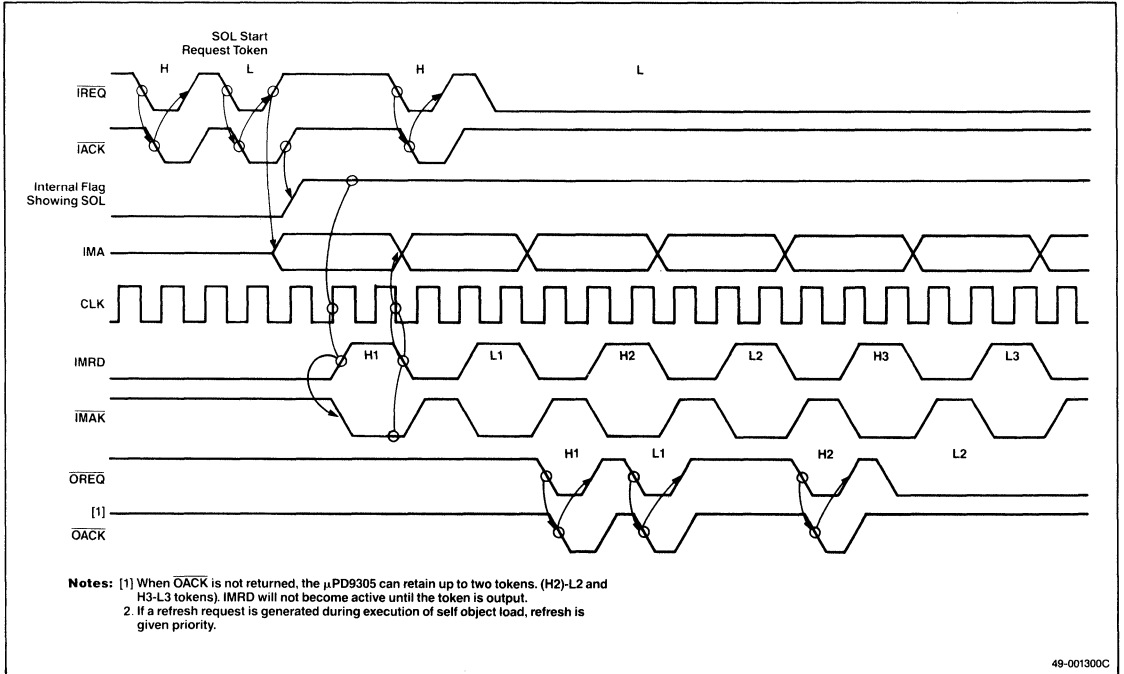 SOL Start
Request Token
H L H L
IREQ
IACK
Internal Flag
Showing SOL
IMA
CLK
IMRD H1 L1 H2 L2 H3 L3
IMAK
H1 L1 H2 L2
OREQ
[1]
OACK
Notes: [1] When OACK is not returned, the µPD9305 can retain up to two tokens. (H2)-L2 and
H3-L3 tokens). IMRD will not become active until the token is output.
2. If a refresh request is generated during execution of self object load, refresh is
given priority.
49-001300C